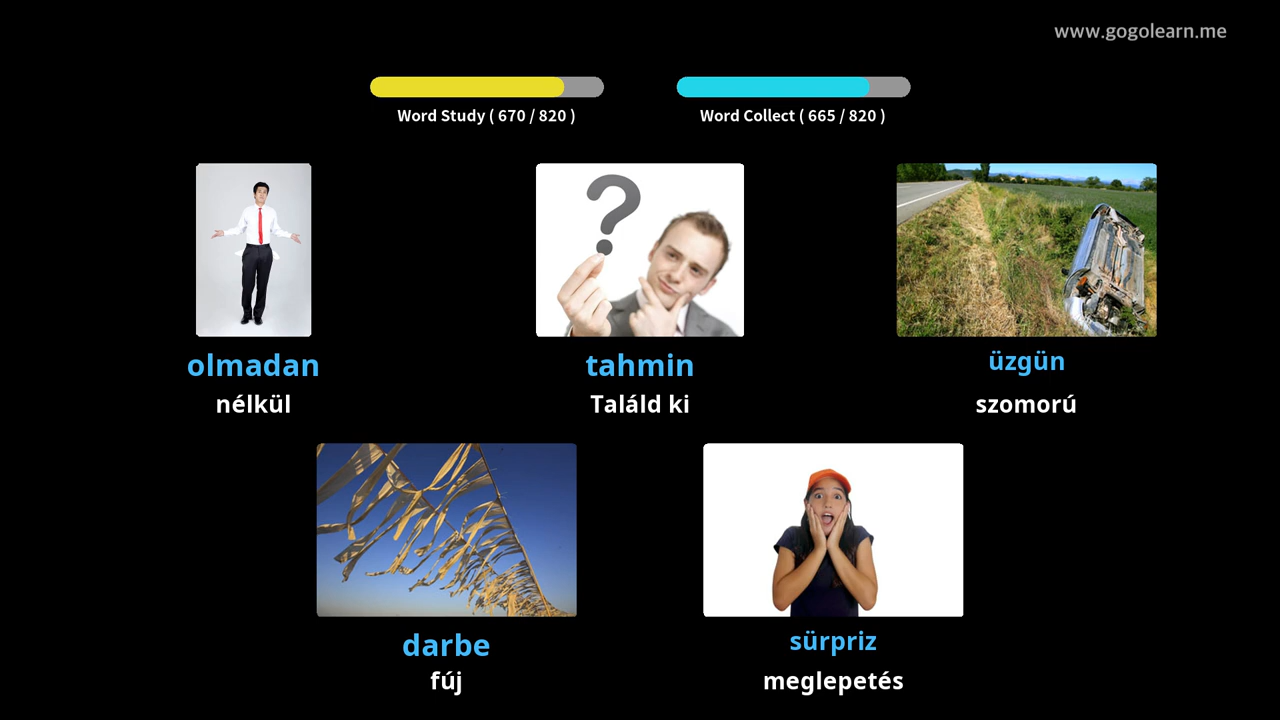 www.gogolearn.me
Word Study ( 670 / 820 )
Word Collect ( 665 / 820 )
olmadan
nélkül
tahmin
Találd ki
üzgün
szomorú
darbe
fúj
sürpriz
meglepetés